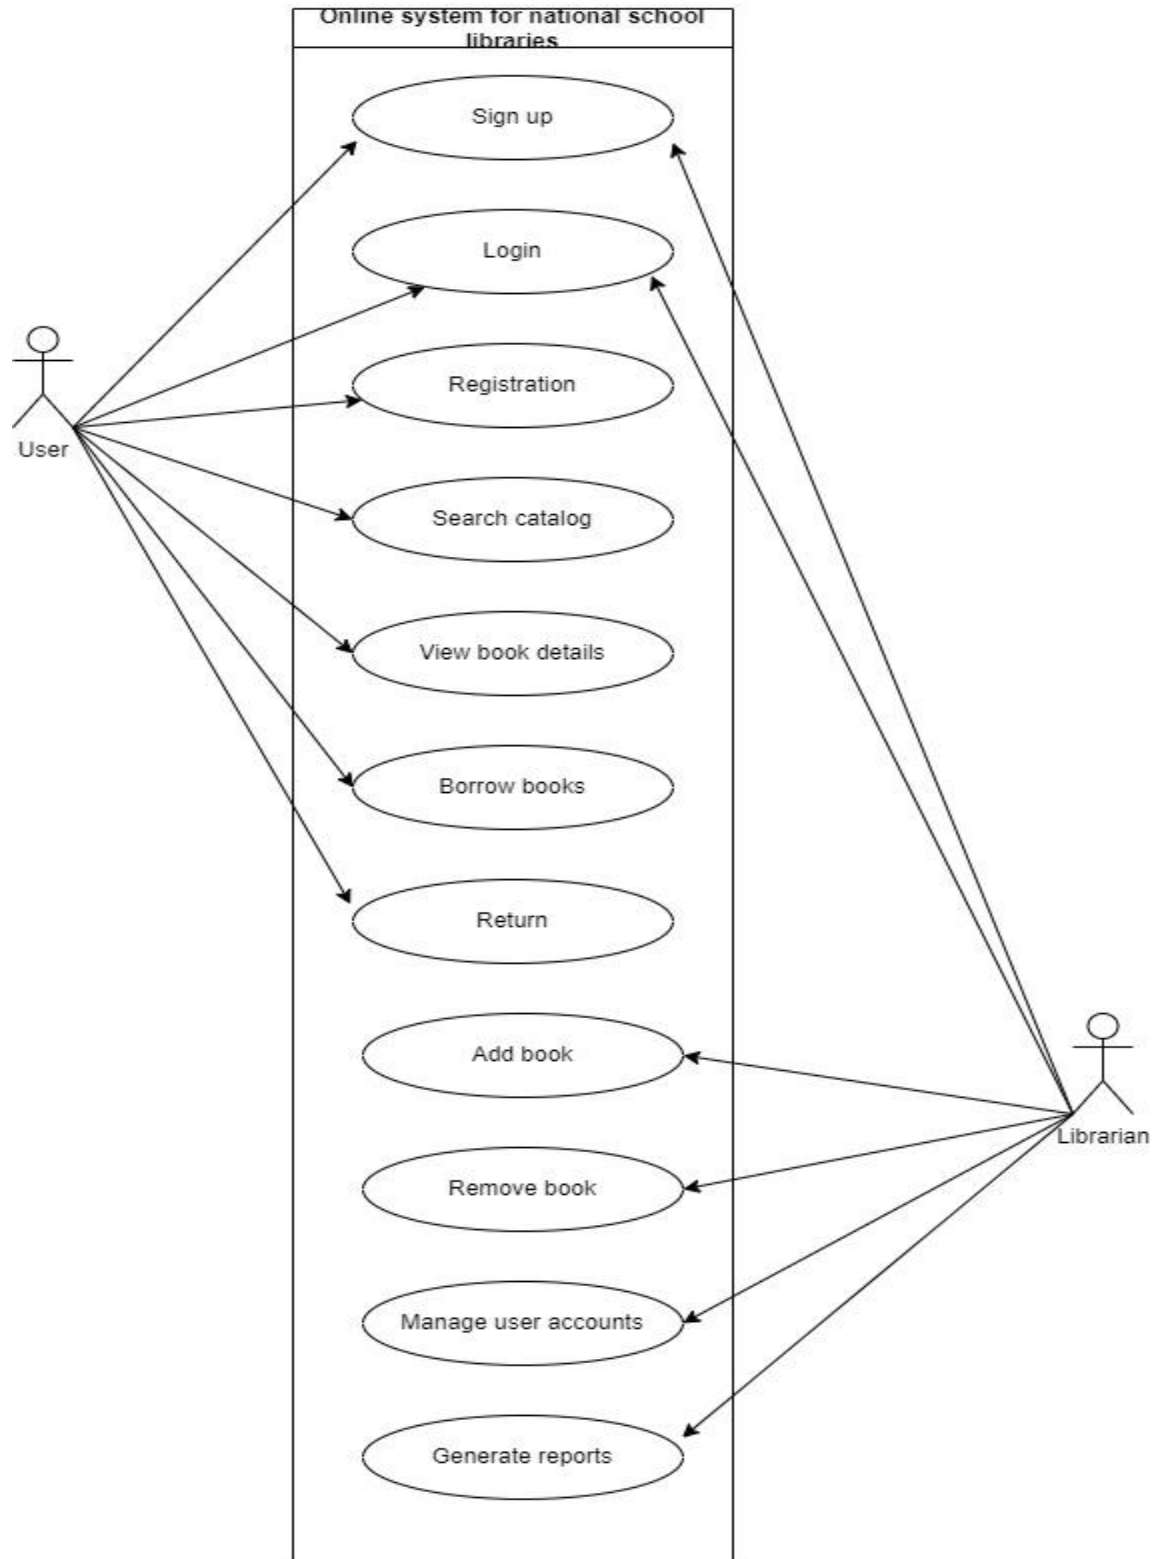 Online system for national school
libraries
Sign up
Login
Registration
User
Search catalog
View book details
Borrow books
Return
Add book
Librarian
Remove book
Manage user accounts
Generate reports